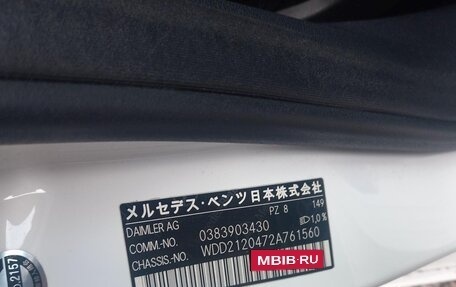 メルセデス・ベンツ日本株式会社
PZ 8 149
DAIMLER AG
COMM.-NO. 0383903430 1,0%
CHASSIS.-NO. WDD2120472A761560
MBIB·RU
.2157